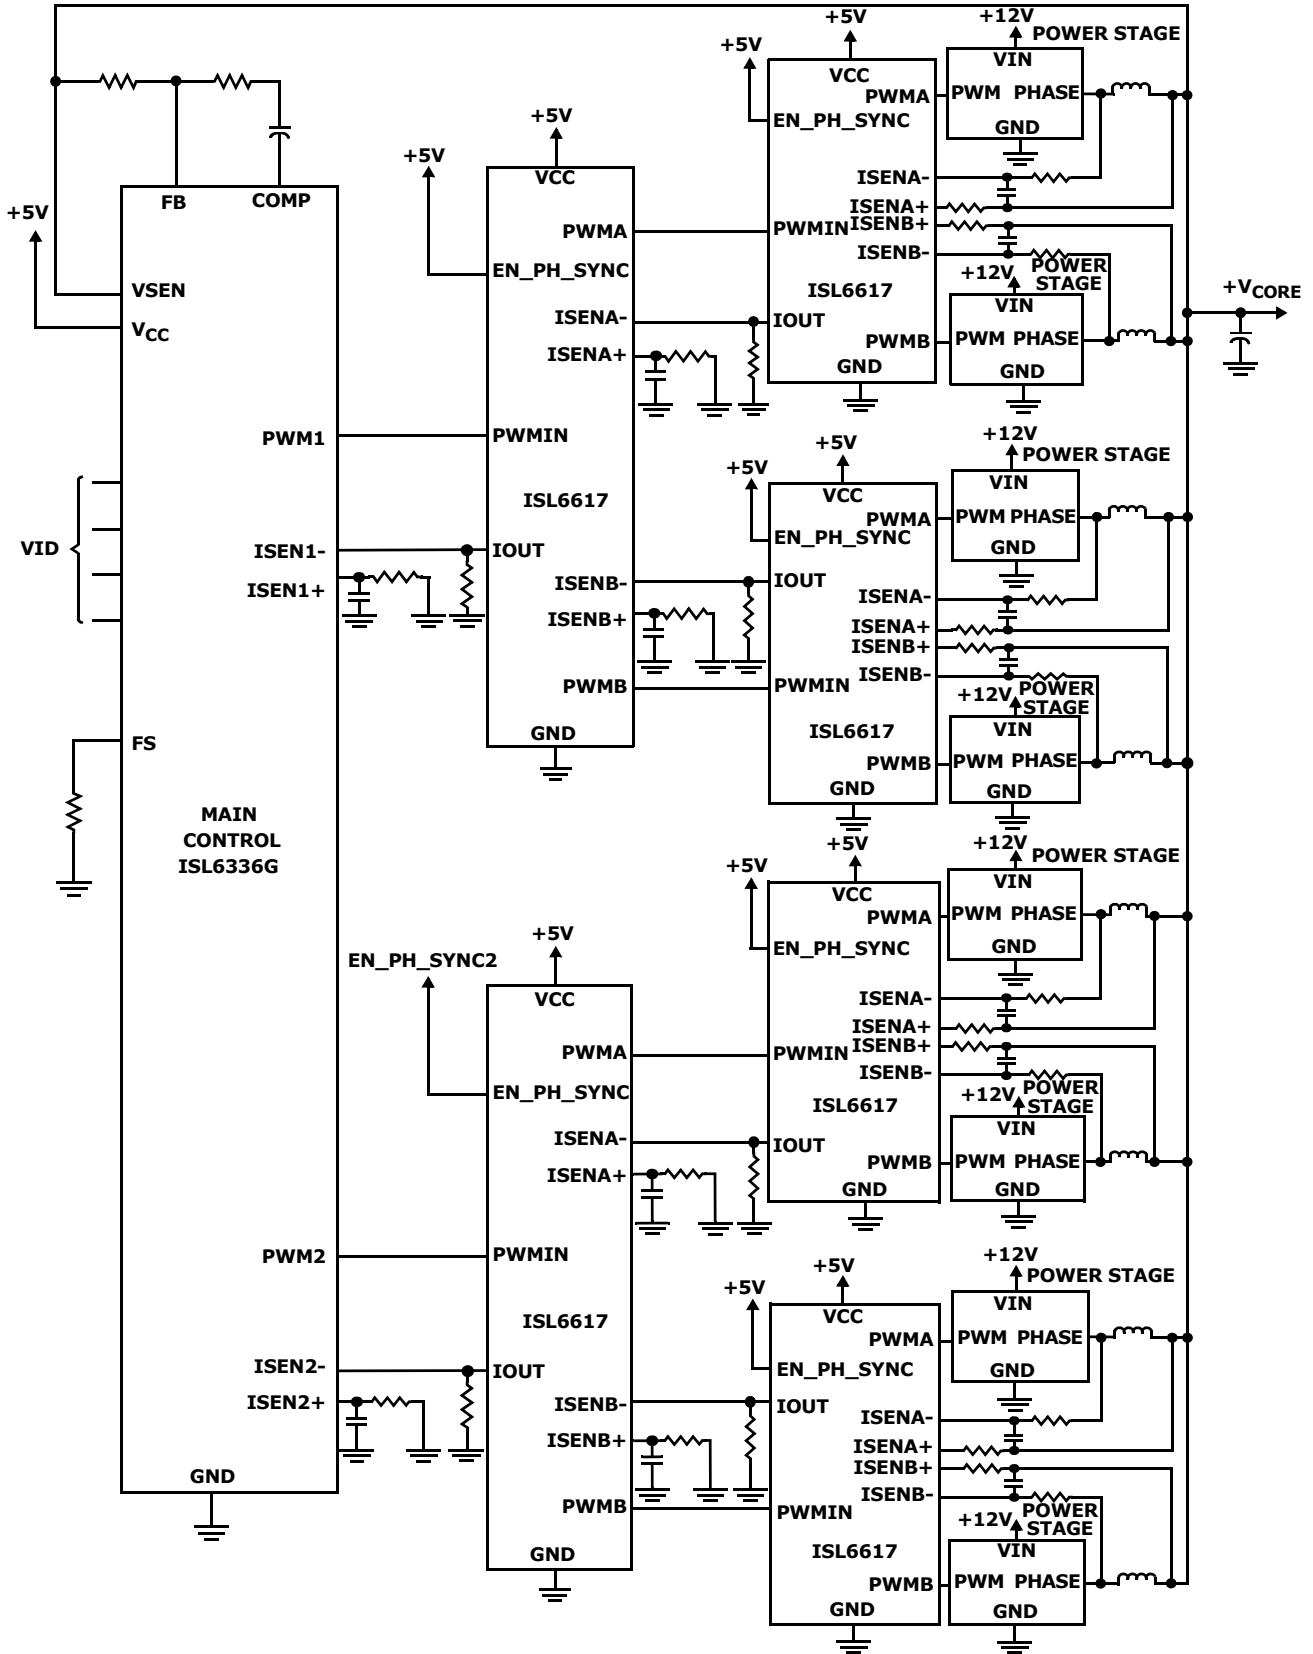 +5V
+12V
POWER STAGE
+5V
VIN
VCC
PWMA
PWM PHASE
EN_PH_SYNC
GND
+5V
+5V
VCC
ISENA-
FB
COMP
ISENA+
+5V
PWMA
PWMIN
ISENB+
ISENB-
EN_PH_SYNC
+12V
POWER
STAGE
VSEN
ISL6617
VIN
+VCORE
VCC
ISENA-
IOUT
PWMB
PWM PHASE
ISENA+
GND
GND
PWM1
PWMIN
+5V
+12V
POWER STAGE
+5V
VIN
VCC
ISL6617
PWMA
PWM PHASE
EN_PH_SYNC
GND
VID
ISEN1-
IOUT
ISENB-
IOUT
ISEN1+
ISENB+
ISENA-
ISENA+
ISENB+
ISENB-
PWMB
PWMIN
+12V
POWER
STAGE
FS
GND
ISL6617
VIN
PWMB
PWM PHASE
GND
GND
MAIN
CONTROL
ISL6336G
+5V
+12V
POWER STAGE
+5V
VIN
VCC
PWMA
PWM PHASE
+5V
EN_PH_SYNC
GND
EN_PH_SYNC2
VCC
ISENA-
ISENA+
PWMA
PWMIN
ISENB+
ISENB-
EN_PH_SYNC
+12V
POWER
STAGE
ISL6617
VIN
ISENA-
IOUT
PWMB
PWM PHASE
ISENA+
GND
GND
PWM2
PWMIN
+5V
+12V
POWER STAGE
+5V
VIN
VCC
ISL6617
PWMA
PWM PHASE
ISEN2-
IOUT
EN_PH_SYNC
GND
ISEN2+
ISENB-
IOUT
ISENA-
ISENB+
ISENA+
ISENB+
GND
ISENB-
PWMB
PWMIN
+12V
POWER
STAGE
GND
ISL6617
VIN
PWMB
PWM PHASE
GND
GND